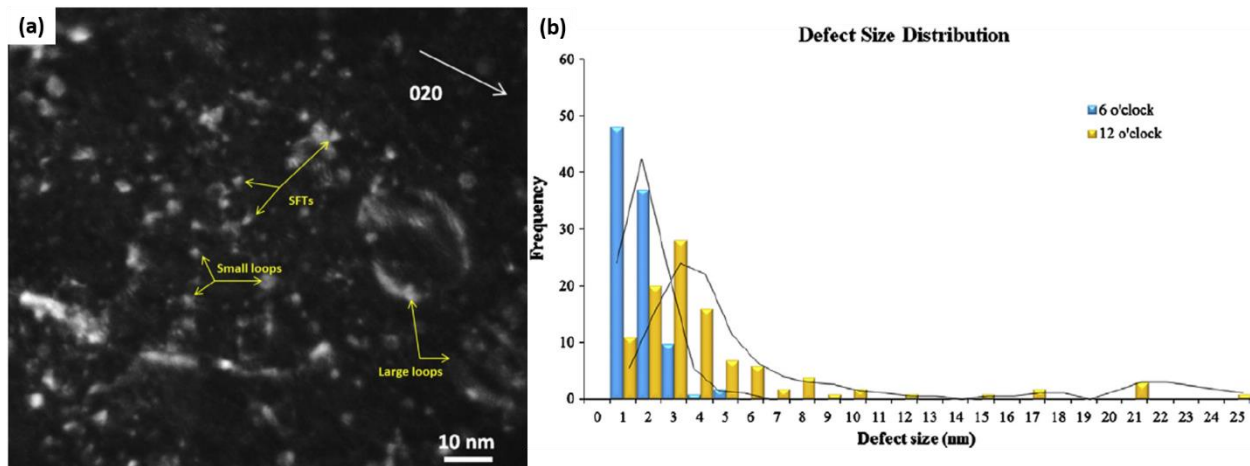 (a)
020
SFTs
Small loops
Large loops
10 nm
(b)
Defect Size Distribution
6 o'clock
12 o'clock
Frequency
60
50
40
30
20
10
0
0 1 2 3 4 5 6 7 8 9 10 11 12 13 14 15 16 17 18 19 20 21 22 23 24 25
Defect size (nm)